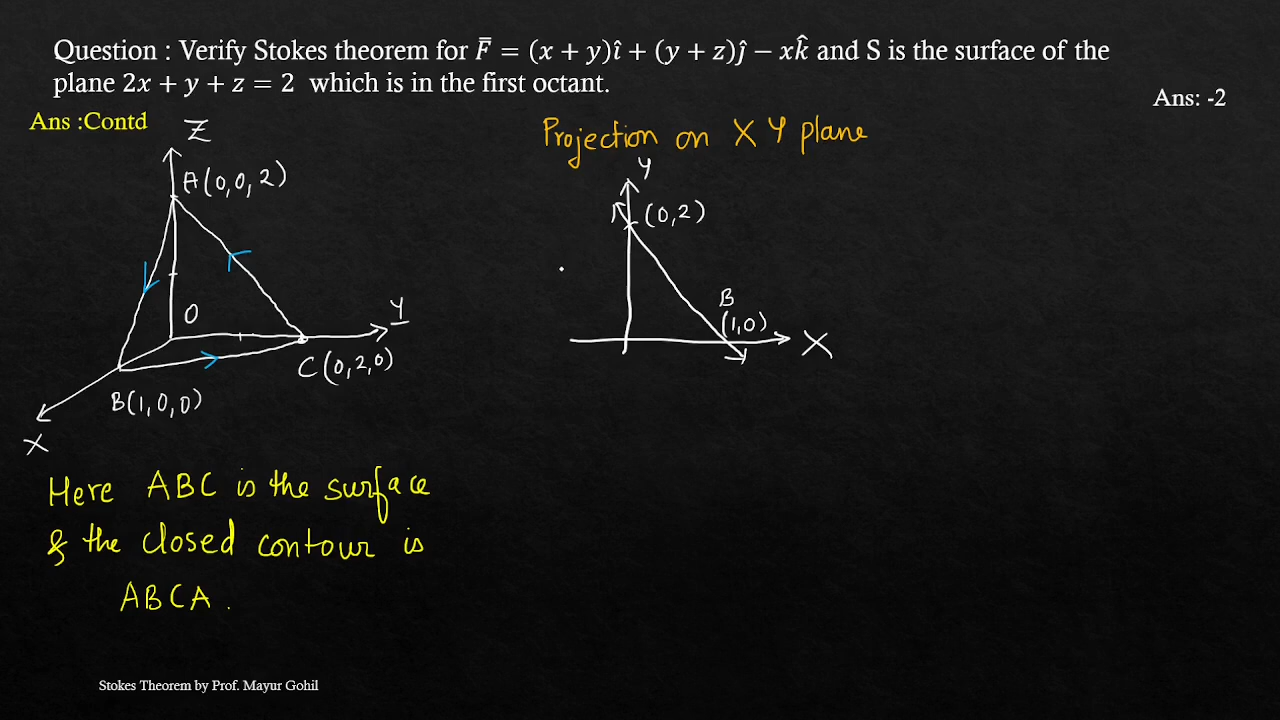 Question : Verify Stokes theorem for F̄ = (x + y)î + (y + z)ĵ − xk̂ and S is the surface of the
plane 2x + y + z = 2 which is in the first octant.
Ans: -2
Ans :Contd
Z
A(0,0,2)
O
Y
C(0,2,0)
B(1,0,0)
X
Projection on XY plane
Y
(0,2)
B
(1,0)
X
Here ABC is the surface
& the closed contour is
ABCA.
Stokes Theorem by Prof. Mayur Gohil